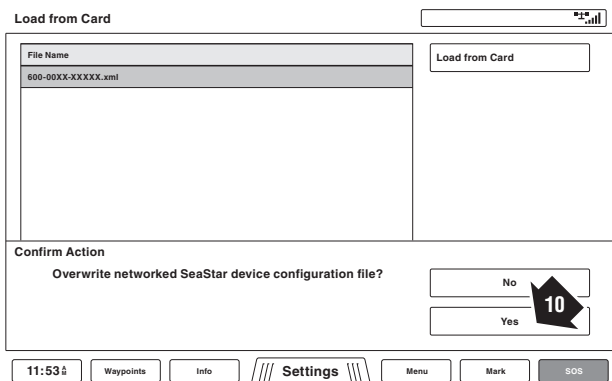 Load from Card
File Name
600-00XX-XXXXX.xml
Load from Card
Confirm Action
Overwrite networked SeaStar device configuration file?
No
10
Yes
11:53 AM
Waypoints
Info
Settings
Menu
Mark
SOS